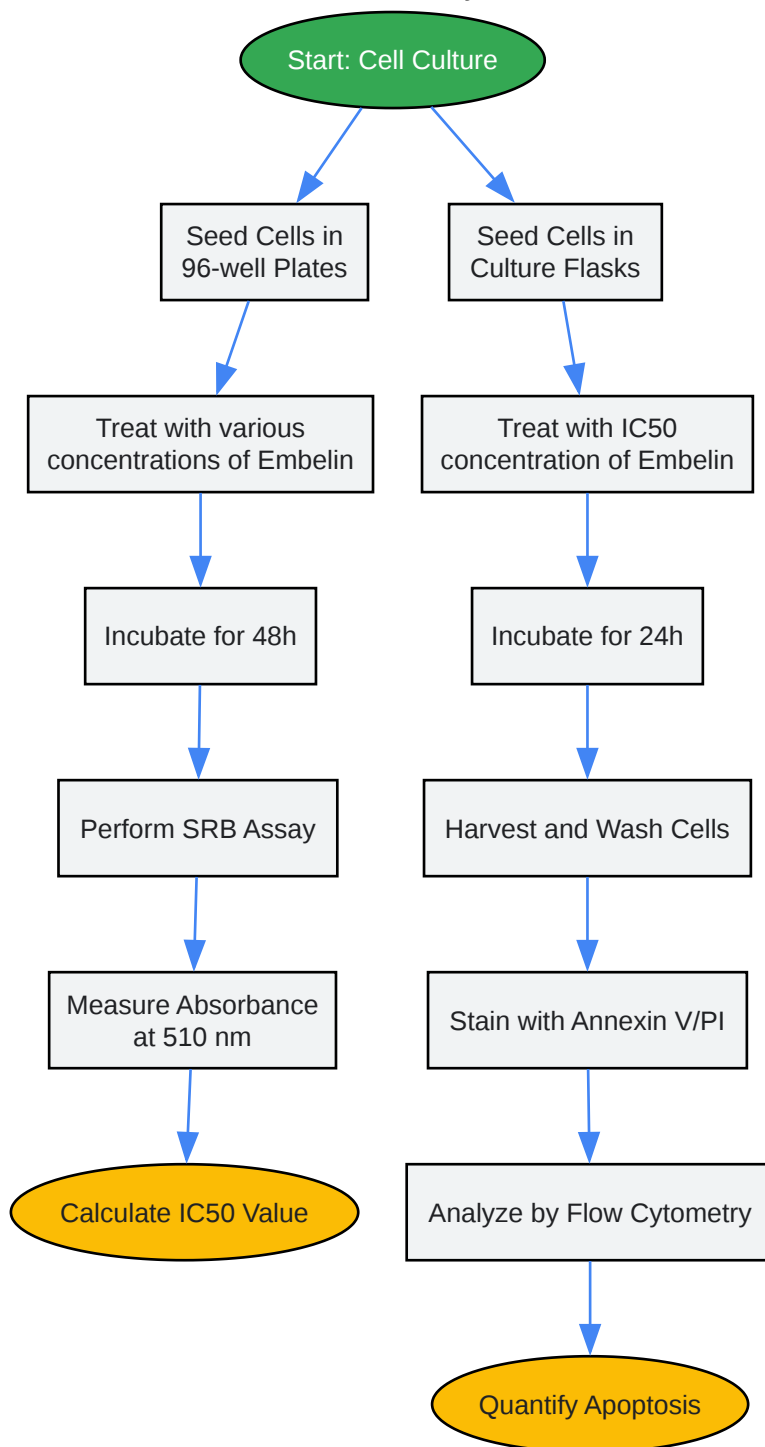 Start: Cell Culture
Seed Cells in
96-well Plates
Seed Cells in
Culture Flasks
Treat with various
concentrations of Embelin
Treat with IC50
concentration of Embelin
Incubate for 48h
Incubate for 24h
Perform SRB Assay
Harvest and Wash Cells
Measure Absorbance
at 510 nm
Stain with Annexin V/PI
Calculate IC50 Value
Analyze by Flow Cytometry
Quantify Apoptosis